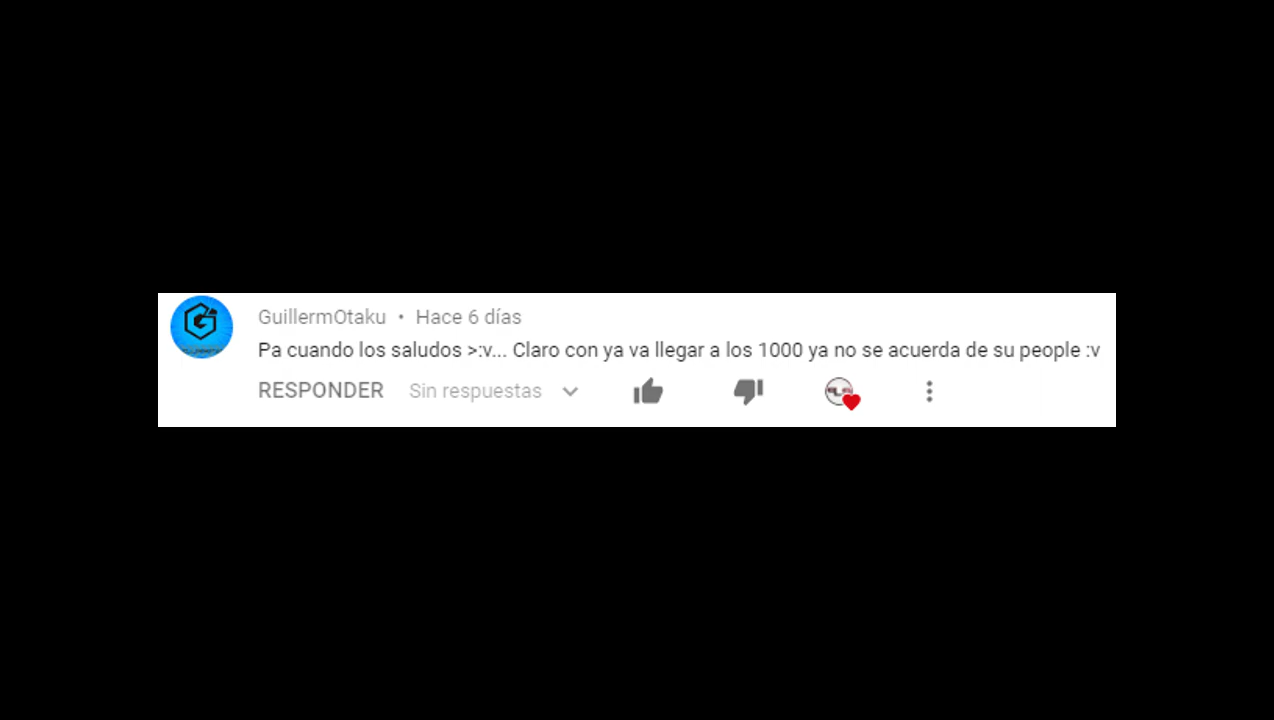 GuillermOtaku • Hace 6 días
Pa cuando los saludos >:v... Claro con ya va llegar a los 1000 ya no se acuerda de su people :v
RESPONDER Sin respuestas